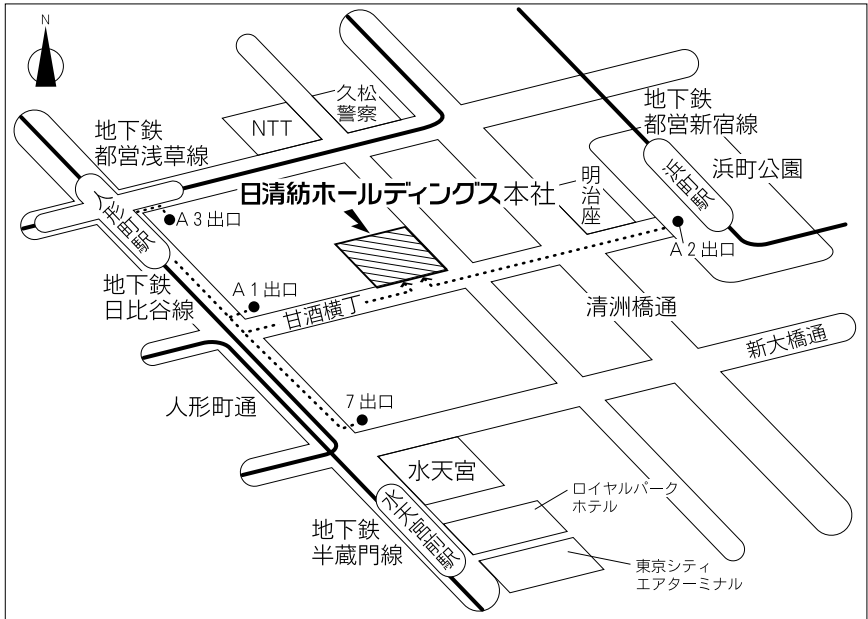 N
久松
警察
NTT
地下鉄
都営浅草線
地下鉄
都営新宿線
浜町公園
浜町駅
明治座
日清紡ホールディングス本社
人形町駅
A3出口
A2出口
地下鉄
日比谷線
A1出口
甘酒横丁
清洲橋通
新大橋通
人形町通
7出口
水天宮
ロイヤルパーク
ホテル
水天宮前駅
地下鉄
半蔵門線
東京シティ
エアターミナル